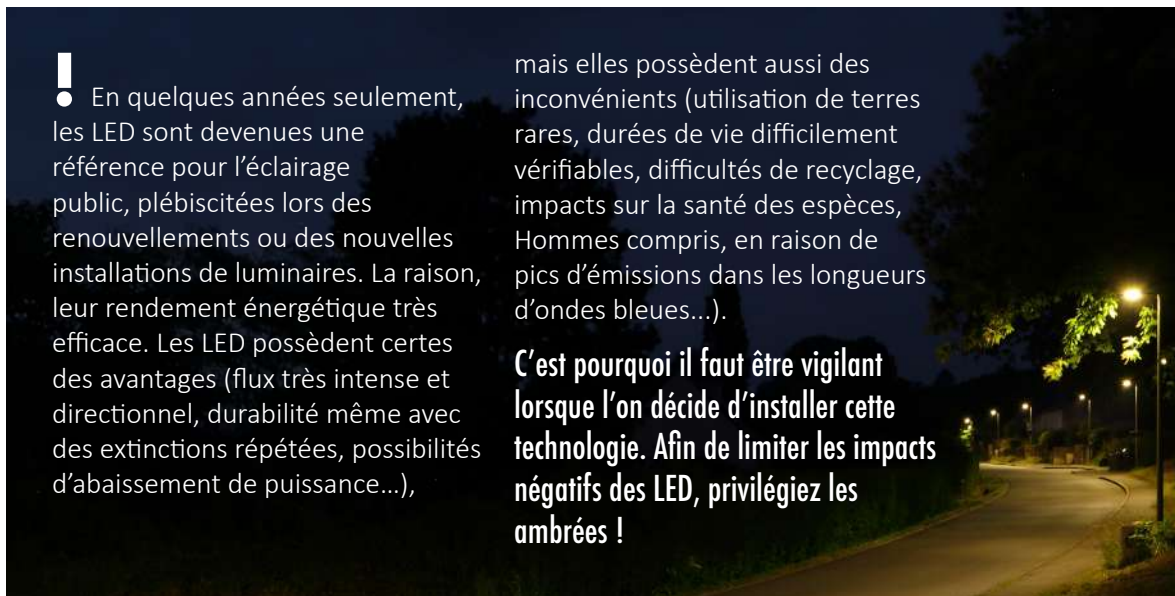 ! En quelques années seulement,
les LED sont devenues une
référence pour l’éclairage
public, plébiscitées lors des
renouvellements ou des nouvelles
installations de luminaires. La raison,
leur rendement énergétique très
efficace. Les LED possèdent certes
des avantages (flux très intense et
directionnel, durabilité même avec
des extinctions répétées, possibilités
d’abaissement de puissance...),
mais elles possèdent aussi des
inconvénients (utilisation de terres
rares, durées de vie difficilement
vérifiables, difficultés de recyclage,
impacts sur la santé des espèces,
Hommes compris, en raison de
pics d’émissions dans les longueurs
d’ondes bleues...).
C’est pourquoi il faut être vigilant
lorsque l’on décide d’installer cette
technologie. Afin de limiter les impacts
négatifs des LED, privilégiez les
ambrées !